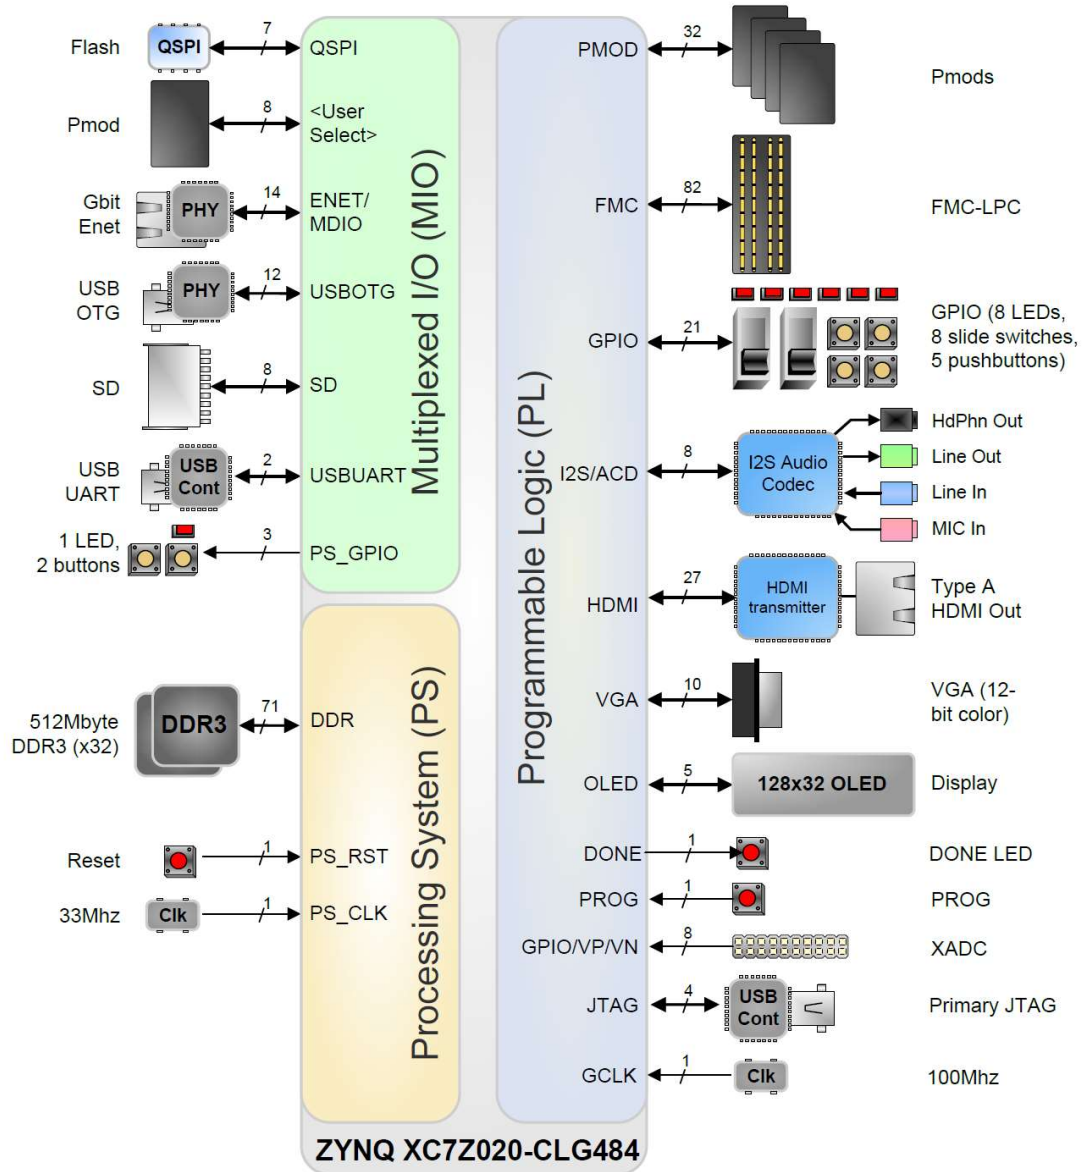 Flash
QSPI
7
QSPI
Pmod
8
<User
Select>
Gbit
Enet
PHY
14
ENET/
MDIO
USB
OTG
PHY
12
USBOTG
SD
8
SD
USB
UART
USB
Cont
2
USBUART
1 LED,
2 buttons
3
PS_GPIO
Multiplexed I/O (MIO)
512Mbyte
DDR3 (x32)
DDR3
71
DDR
Reset
1
PS_RST
33Mhz
Clk
1
PS_CLK
Processing System (PS)
Programmable Logic (PL)
PMOD
32
Pmods
FMC
82
FMC-LPC
GPIO
21
GPIO (8 LEDs,
8 slide switches,
5 pushbuttons)
I2S/ACD
8
I2S Audio
Codec
HdPhn Out
Line Out
Line In
MIC In
HDMI
27
HDMI
transmitter
Type A
HDMI Out
VGA
10
VGA (12-
bit color)
OLED
5
128x32 OLED
Display
DONE
1
DONE LED
PROG
1
PROG
GPIO/VP/VN
8
XADC
JTAG
4
USB
Cont
Primary JTAG
GCLK
1
Clk
100Mhz
ZYNQ XC7Z020-CLG484